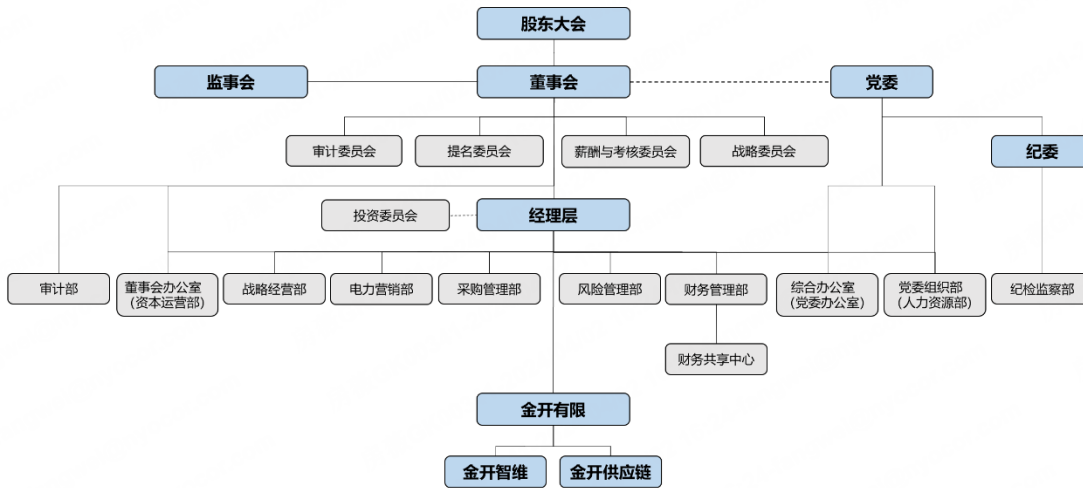 股东大会
监事会
董事会
党委
审计委员会
提名委员会
薪酬与考核委员会
战略委员会
纪委
投资委员会
经理层
审计部
董事会办公室
（资本运营部）
战略经营部
电力营销部
采购管理部
风险管理部
财务管理部
综合办公室
（党委办公室）
党委组织部
（人力资源部）
纪检监察部
财务共享中心
金开有限
金开智维
金开供应链